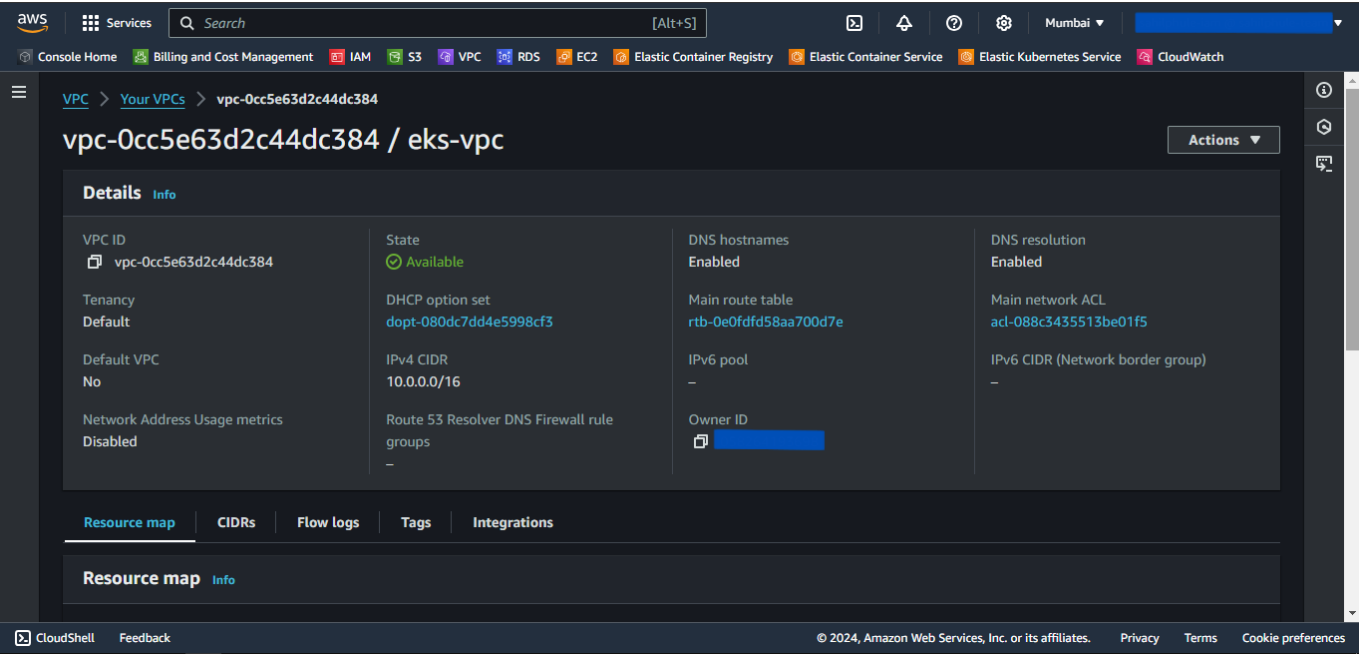 aws Services Search [Alt+S] Mumbai
Console Home Billing and Cost Management IAM S3 VPC RDS EC2 Elastic Container Registry Elastic Container Service Elastic Kubernetes Service CloudWatch
VPC > Your VPCs > vpc-0cc5e63d2c44dc384
vpc-0cc5e63d2c44dc384 / eks-vpc
Actions
Details Info
VPC ID State DNS hostnames DNS resolution
vpc-0cc5e63d2c44dc384 Available Enabled Enabled
Tenancy DHCP option set Main route table Main network ACL
Default dopt-080dc7dd4e5998cf3 rtb-0e0fdfd58aa700d7e acl-088c3435513be01f5
Default VPC IPv4 CIDR IPv6 pool IPv6 CIDR (Network border group)
No 10.0.0.0/16 – –
Network Address Usage metrics Route 53 Resolver DNS Firewall rule Owner ID
Disabled groups
–
Resource map CIDRs Flow logs Tags Integrations
Resource map Info
CloudShell Feedback © 2024, Amazon Web Services, Inc. or its affiliates. Privacy Terms Cookie preferences